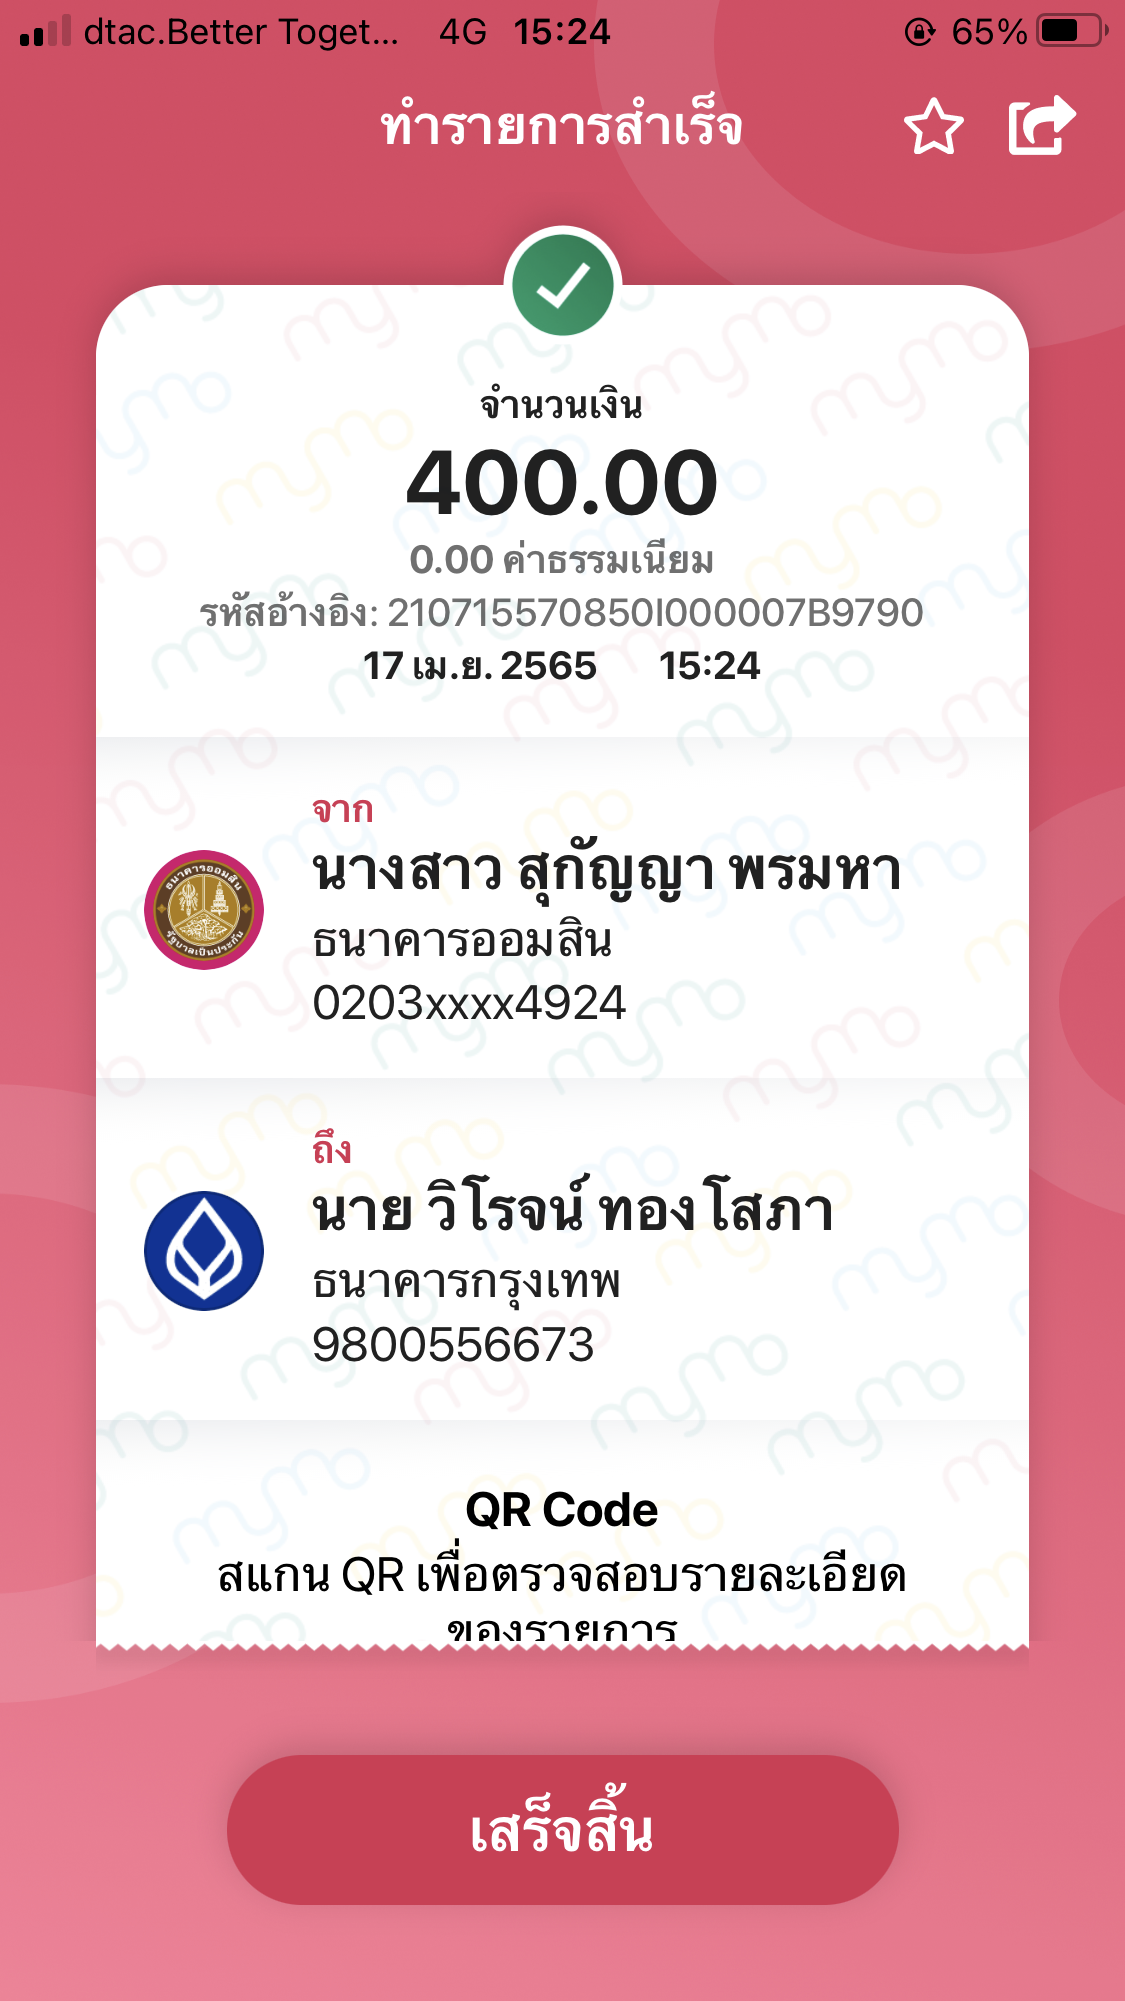 dtac.Better Toget... 4G 15:24 65%
ทำรายการสำเร็จ
จำนวนเงิน
400.00
0.00 ค่าธรรมเนียม
รหัสอ้างอิง: 210715570850I000007B9790
17 เม.ย. 2565 15:24
จาก
นางสาว สุกัญญา พรมหา
ธนาคารออมสิน
0203xxxx4924
ถึง
นาย วิโรจน์ ทองโสภา
ธนาคารกรุงเทพ
9800556673
QR Code
สแกน QR เพื่อตรวจสอบรายละเอียด
ของรายการ
เสร็จสิ้น